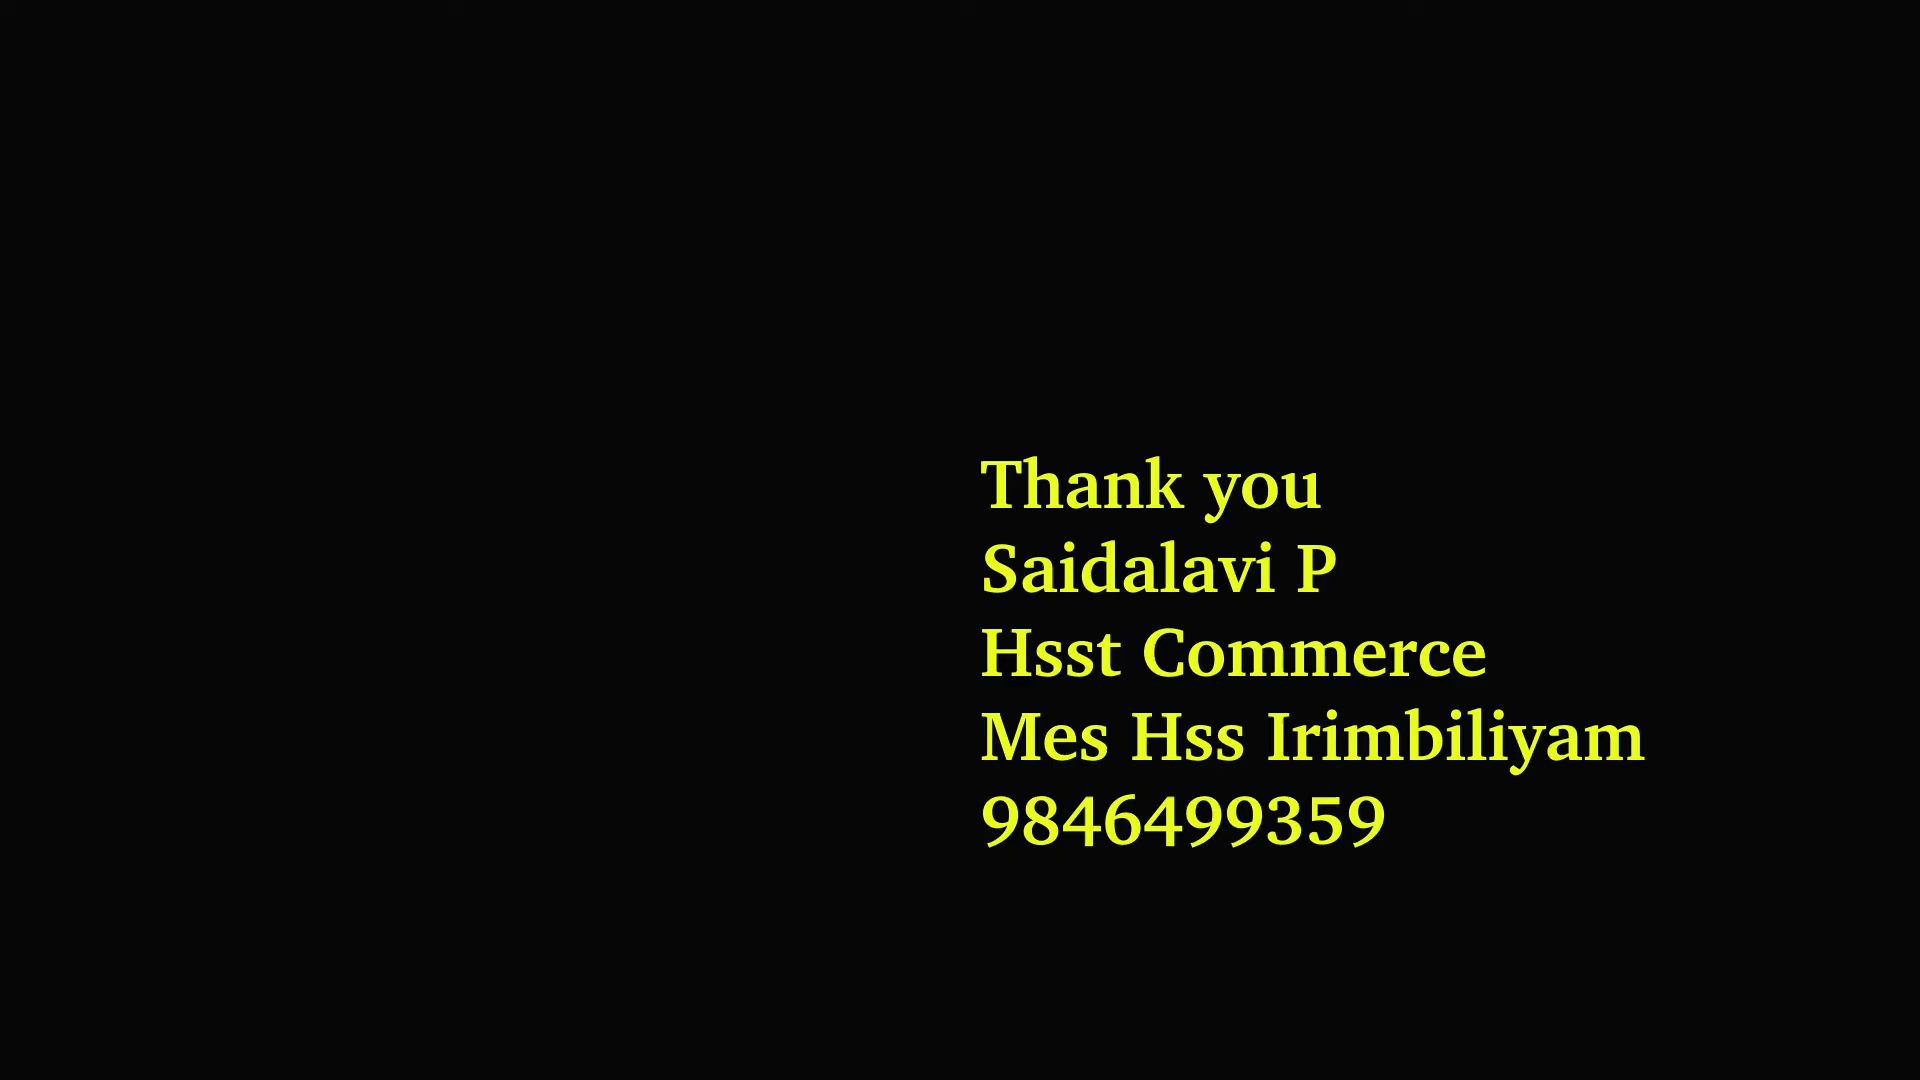 Thank you
Saidalavi P
Hsst Commerce
Mes Hss Irimbiliyam
9846499359